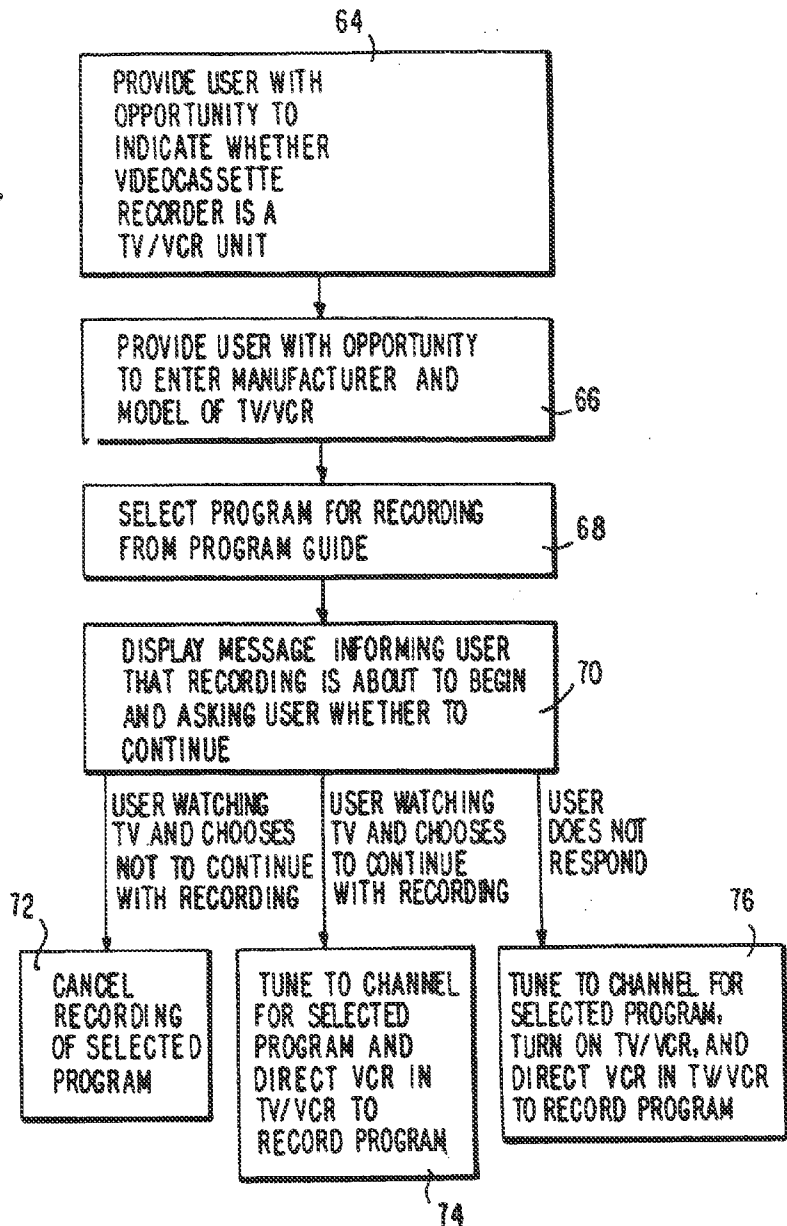 64
PROVIDE USER WITH
OPPORTUNITY TO
INDICATE WHETHER
VIDEOCASSETTE
RECORDER IS A
TV/VCR UNIT
PROVIDE USER WITH OPPORTUNITY
TO ENTER MANUFACTURER AND
MODEL OF TV/VCR
66
SELECT PROGRAM FOR RECORDING
FROM PROGRAM GUIDE
68
DISPLAY MESSAGE INFORMING USER
THAT RECORDING IS ABOUT TO BEGIN
AND ASKING USER WHETHER TO
CONTINUE
70
USER WATCHING
TV AND CHOOSES
NOT TO CONTINUE
WITH RECORDING
USER WATCHING
TV AND CHOOSES
TO CONTINUE
WITH RECORDING
USER
DOES NOT
RESPOND
72
CANCEL
RECORDING
OF SELECTED
PROGRAM
TUNE TO CHANNEL
FOR SELECTED
PROGRAM AND
DIRECT VCR IN
TV/VCR TO
RECORD PROGRAM
74
76
TUNE TO CHANNEL FOR
SELECTED PROGRAM,
TURN ON TV/VCR, AND
DIRECT VCR IN TV/VCR
TO RECORD PROGRAM